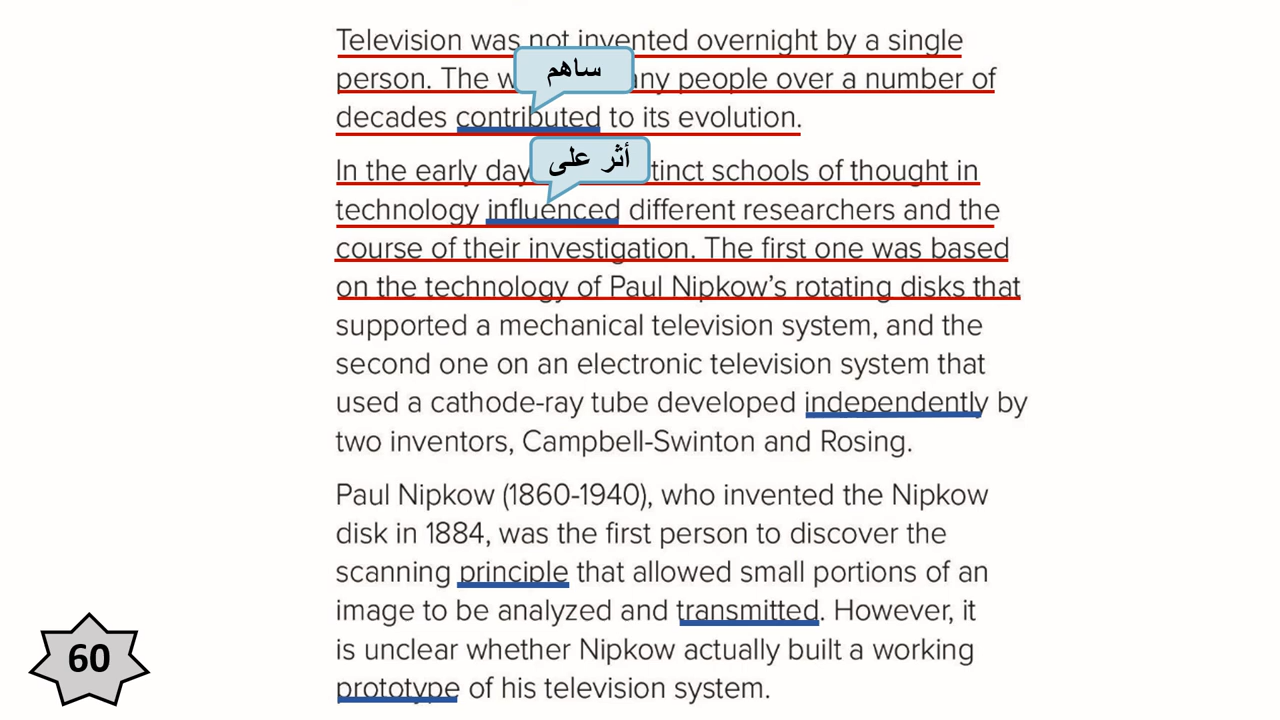 Television was not invented overnight by a single
ساهم
person. The w any people over a number of
decades contributed to its evolution.
أثر على
In the early day tinct schools of thought in
technology influenced different researchers and the
course of their investigation. The first one was based
on the technology of Paul Nipkow's rotating disks that
supported a mechanical television system, and the
second one on an electronic television system that
used a cathode-ray tube developed independently by
two inventors, Campbell-Swinton and Rosing.
Paul Nipkow (1860-1940), who invented the Nipkow
disk in 1884, was the first person to discover the
scanning principle that allowed small portions of an
image to be analyzed and transmitted. However, it
is unclear whether Nipkow actually built a working
prototype of his television system.
60